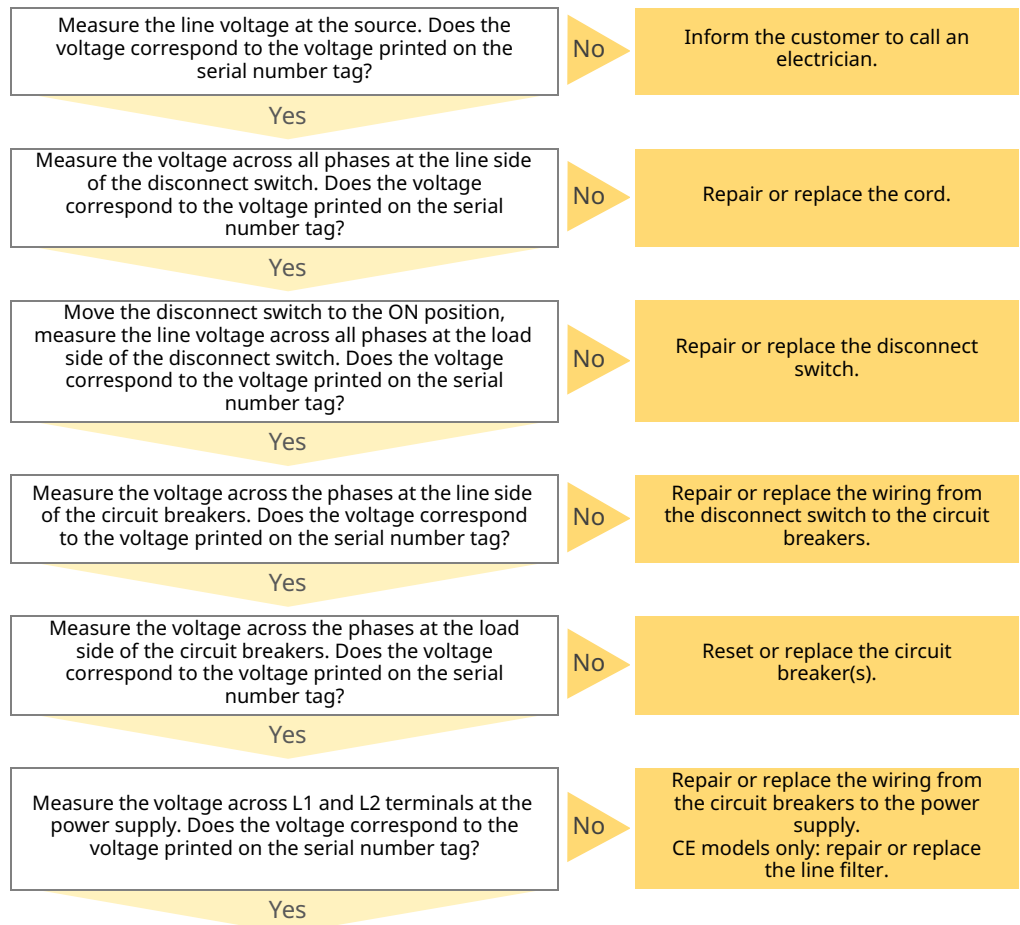 Measure the line voltage at the source. Does the
voltage correspond to the voltage printed on the
serial number tag?
No
Inform the customer to call an
electrician.
Yes
Measure the voltage across all phases at the line side
of the disconnect switch. Does the voltage
correspond to the voltage printed on the serial
number tag?
No
Repair or replace the cord.
Yes
Move the disconnect switch to the ON position,
measure the line voltage across all phases at the load
side of the disconnect switch. Does the voltage
correspond to the voltage printed on the serial
number tag?
No
Repair or replace the disconnect
switch.
Yes
Measure the voltage across the phases at the line side
of the circuit breakers. Does the voltage correspond
to the voltage printed on the serial number tag?
No
Repair or replace the wiring from
the disconnect switch to the circuit
breakers.
Yes
Measure the voltage across the phases at the load
side of the circuit breakers. Does the voltage
correspond to the voltage printed on the serial
number tag?
No
Reset or replace the circuit
breaker(s).
Yes
Measure the voltage across L1 and L2 terminals at the
power supply. Does the voltage correspond to the
voltage printed on the serial number tag?
No
Repair or replace the wiring from
the circuit breakers to the power
supply.
CE models only: repair or replace
the line filter.
Yes